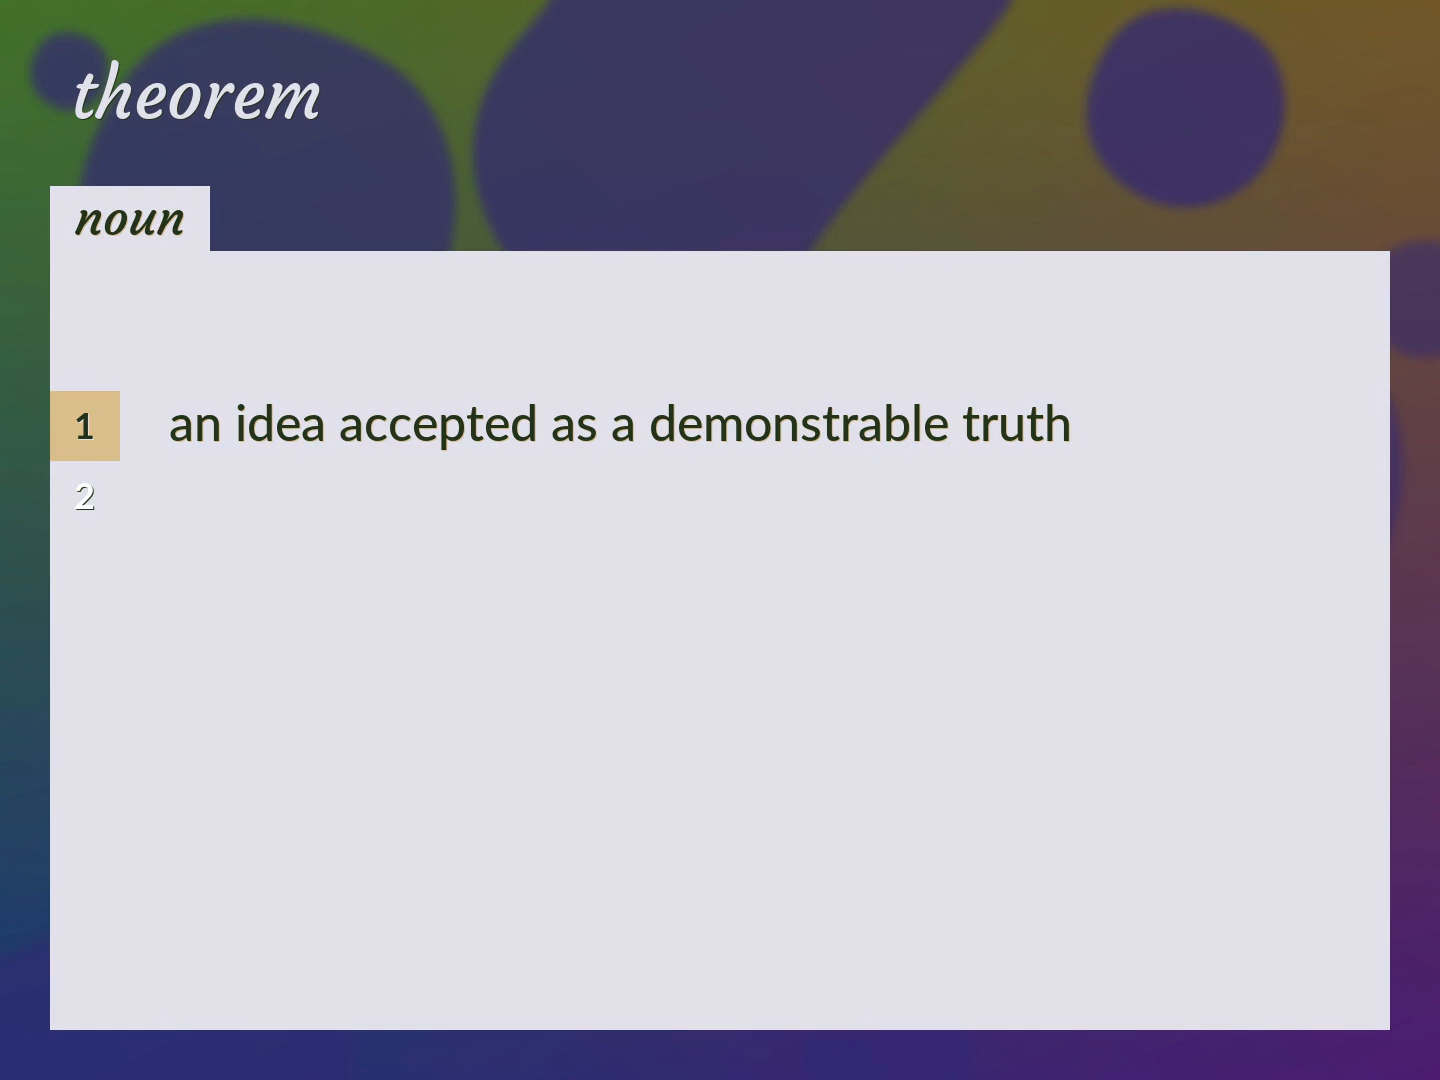 theorem
noun
1 an idea accepted as a demonstrable truth
2